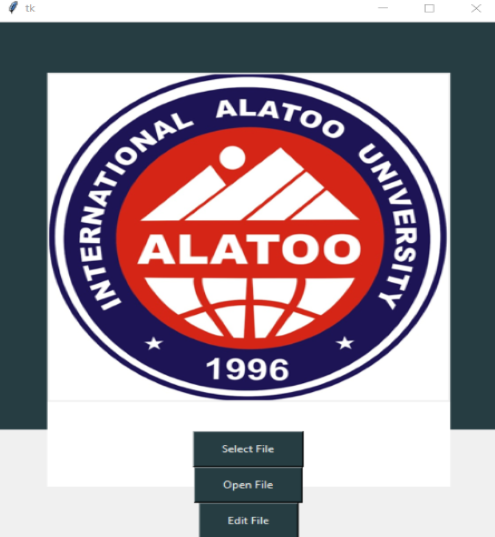 tk
INTERNATIONAL ALATOO UNIVERSITY
ALATOO
1996
Select File
Open File
Edit File